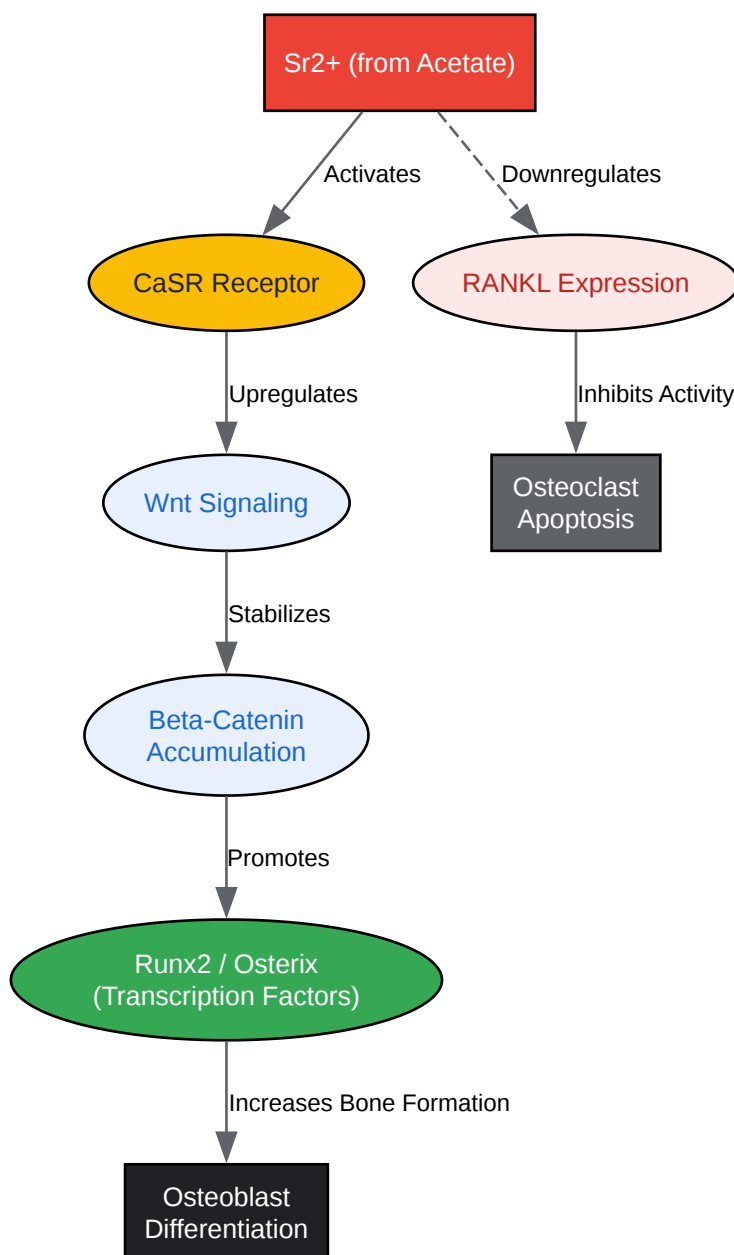 Sr2+ (from Acetate)
Activates
Downregulates
CaSR Receptor
RANKL Expression
Upregulates
Inhibits Activity
Wnt Signaling
Osteoclast
Apoptosis
Stabilizes
Beta-Catenin
Accumulation
Promotes
Runx2 / Osterix
(Transcription Factors)
Increases Bone Formation
Osteoblast
Differentiation